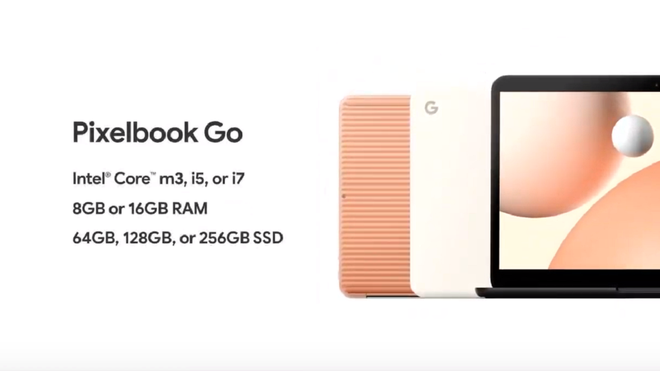 Pixelbook Go
Intel® Core™ m3, i5, or i7
8GB or 16GB RAM
64GB, 128GB, or 256GB SSD
G